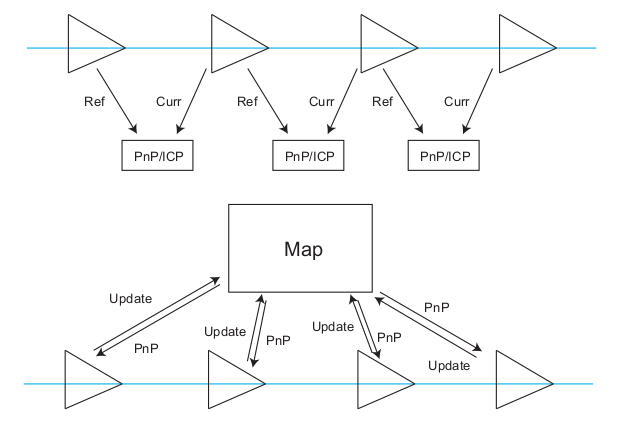 Ref
Curr
Ref
Curr
Ref
Curr
PnP/ICP
PnP/ICP
PnP/ICP
Map
Update
PnP
Update
PnP
Update
PnP
PnP
Update